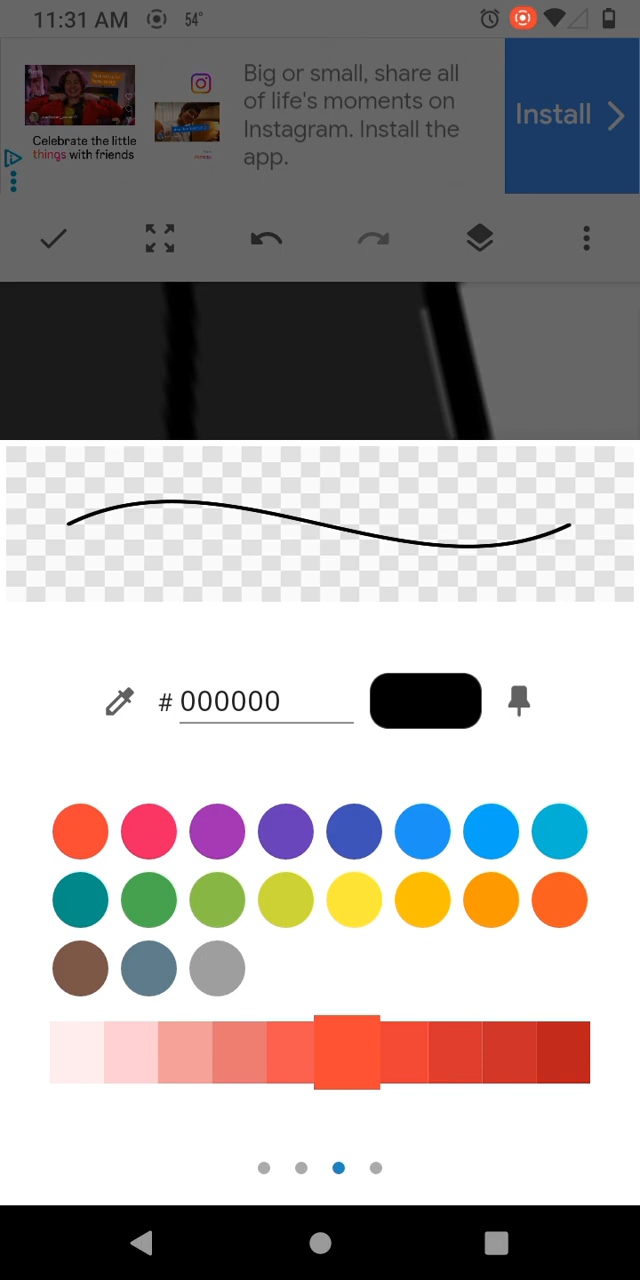 11:31 AM 54°
Celebrate the little
things with friends
Big or small, share all
of life's moments on
Instagram. Install the
app.
Install
# 000000